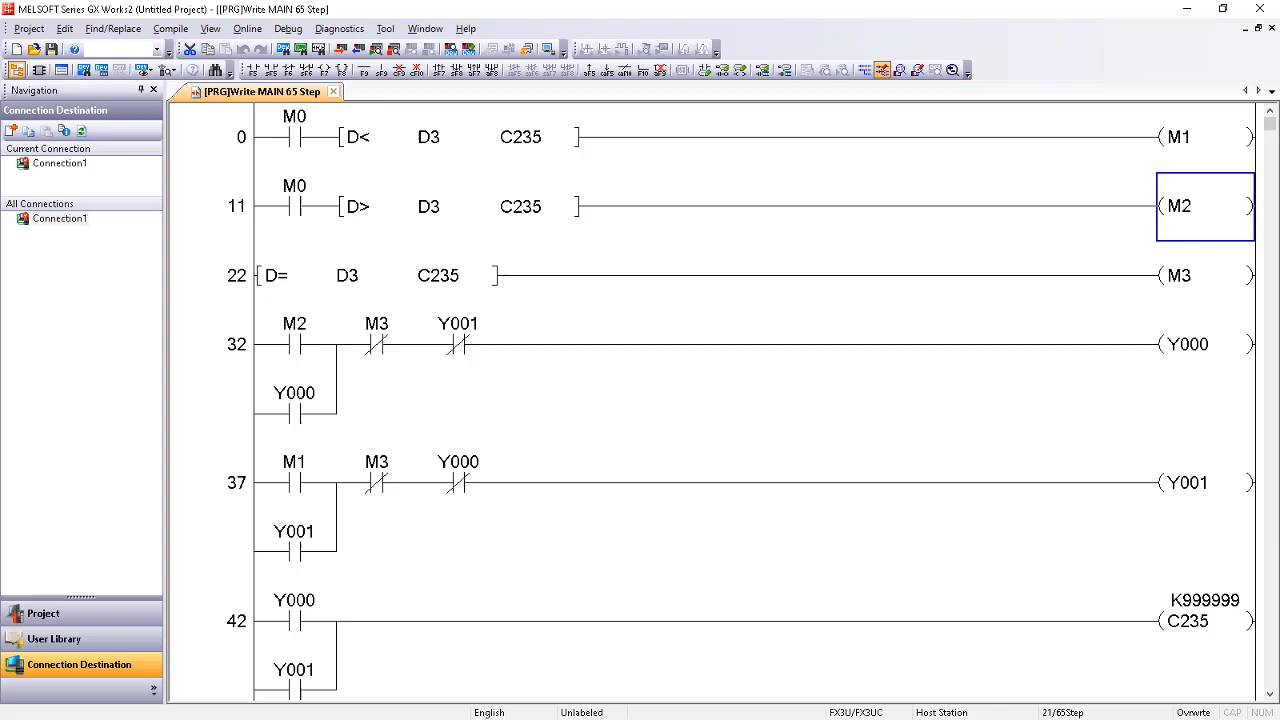 MELSOFT Series GX Works2 (Untitled Project) - [[PRG]Write MAIN 65 Step]
Project Edit Find/Replace Compile View Online Debug Diagnostics Tool Window Help
Navigation
[PRG]Write MAIN 65 Step
Connection Destination
Current Connection
Connection1
All Connections
Connection1
Project
User Library
Connection Destination
M0
0 D< D3 C235 M1
M0
11 D> D3 C235 M2
22 D= D3 C235 M3
M2 M3 Y001
32 Y000
Y000
M1 M3 Y000
37 Y001
Y001
Y000 K999999
42 C235
Y001
English Unlabeled FX3U/FX3UC Host Station 21/65Step Ovrwrte CAP NUM